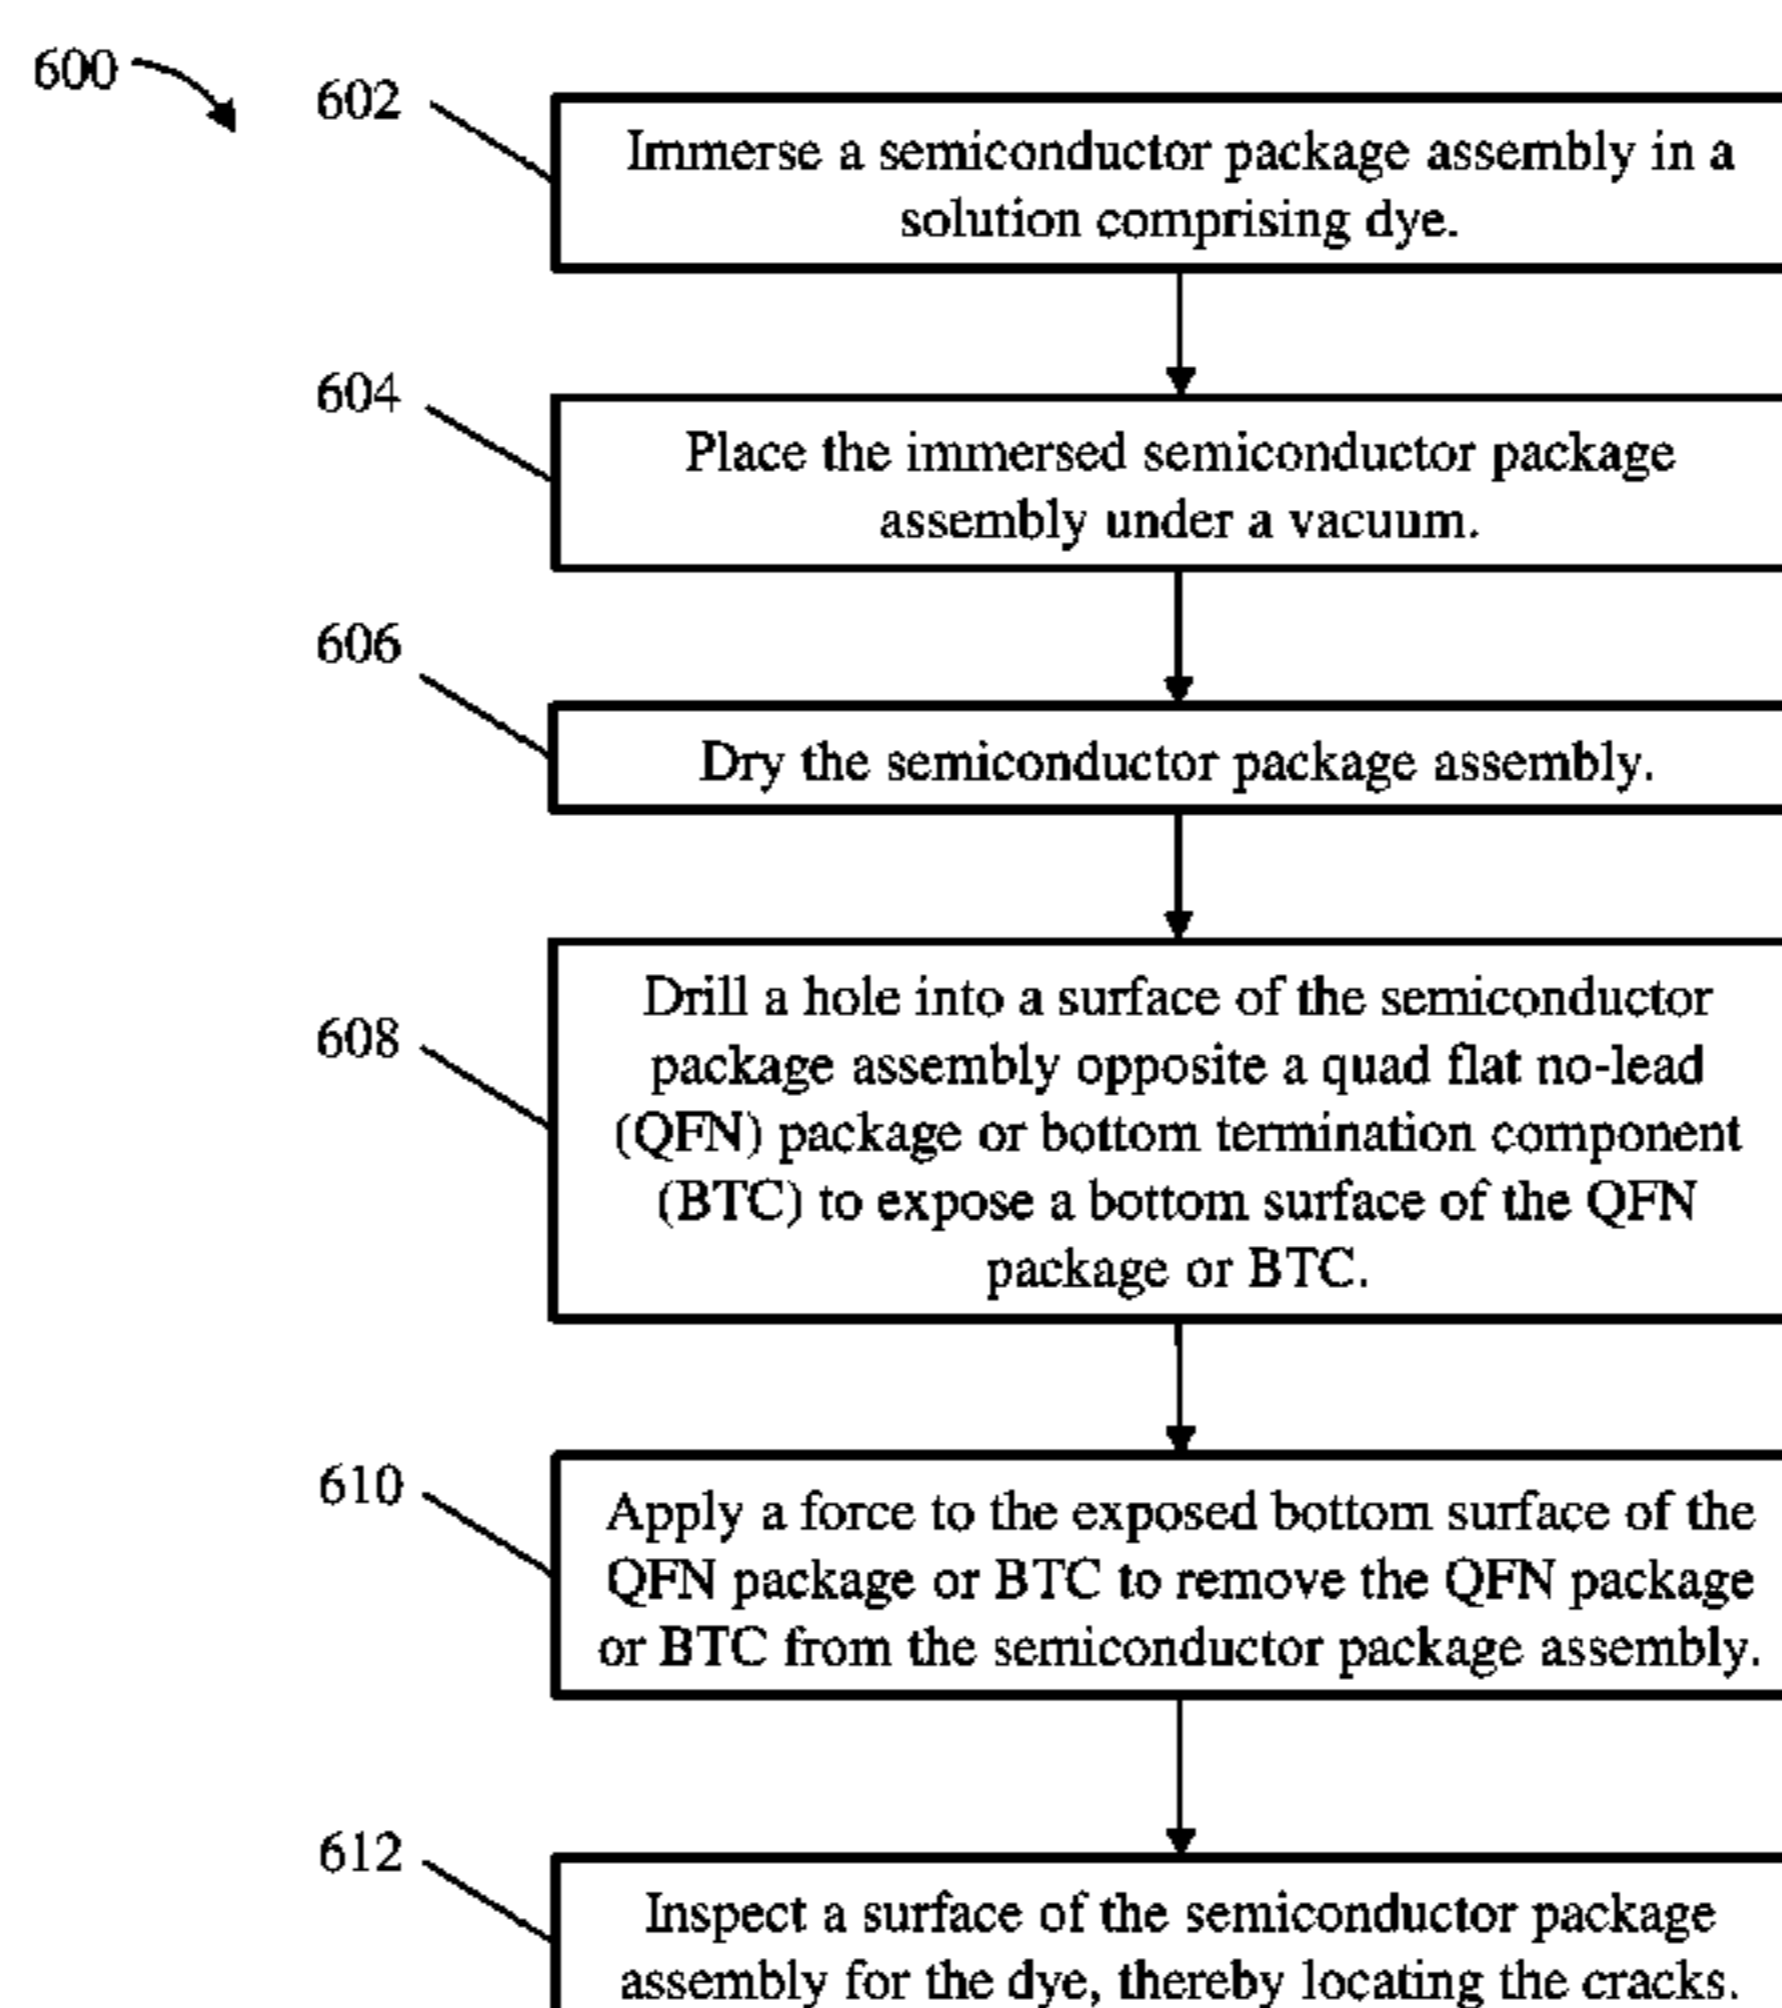 600
602
Immerse a semiconductor package assembly in a
solution comprising dye.
604
Place the immersed semiconductor package
assembly under a vacuum.
606
Dry the semiconductor package assembly.
608
Drill a hole into a surface of the semiconductor
package assembly opposite a quad flat no-lead
(QFN) package or bottom termination component
(BTC) to expose a bottom surface of the QFN
package or BTC.
610
Apply a force to the exposed bottom surface of the
QFN package or BTC to remove the QFN package
or BTC from the semiconductor package assembly.
612
Inspect a surface of the semiconductor package
assembly for the dye, thereby locating the cracks.